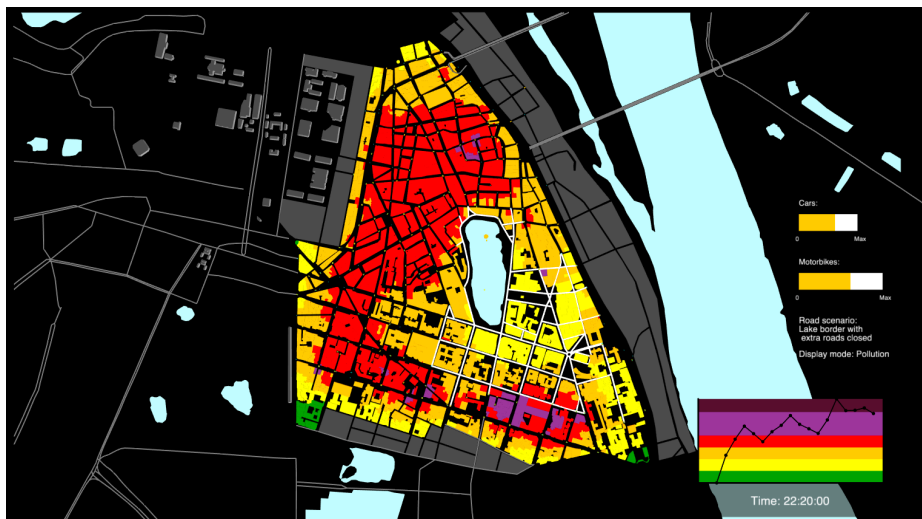 Cars:
0 Max
Motorbikes:
0 Max
Road scenario:
Lake border with
extra roads closed
Display mode: Pollution
Time: 22:20:00